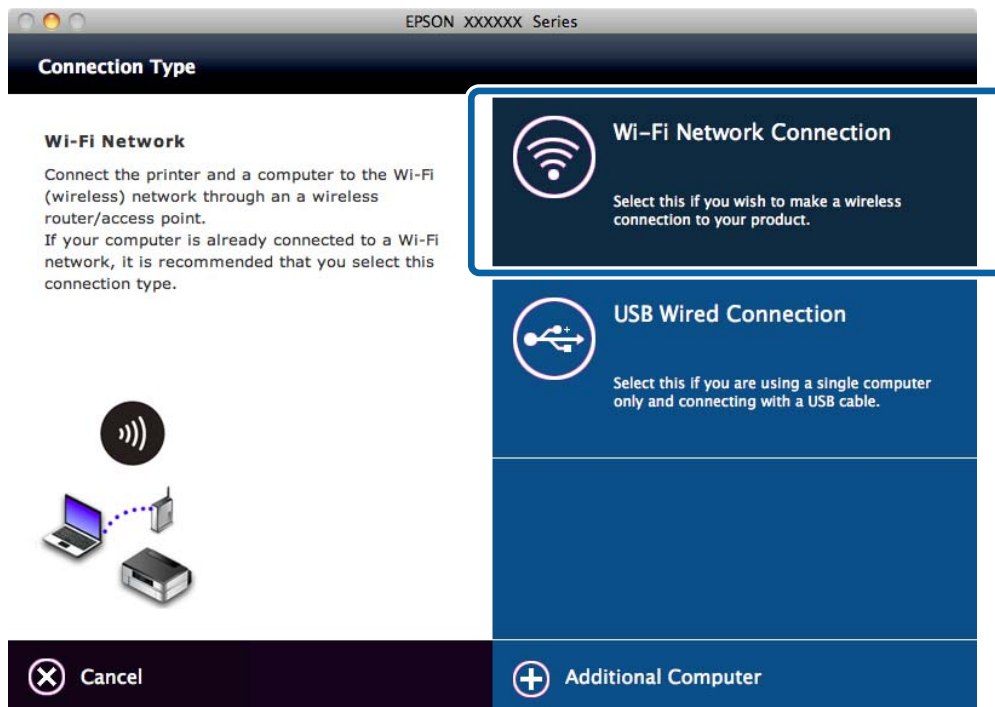 EPSON XXXXXX Series
Connection Type
Wi-Fi Network
Connect the printer and a computer to the Wi-Fi
(wireless) network through an a wireless
router/access point.
If your computer is already connected to a Wi-Fi
network, it is recommended that you select this
connection type.
Wi-Fi Network Connection
Select this if you wish to make a wireless
connection to your product.
USB Wired Connection
Select this if you are using a single computer
only and connecting with a USB cable.
Cancel
Additional Computer